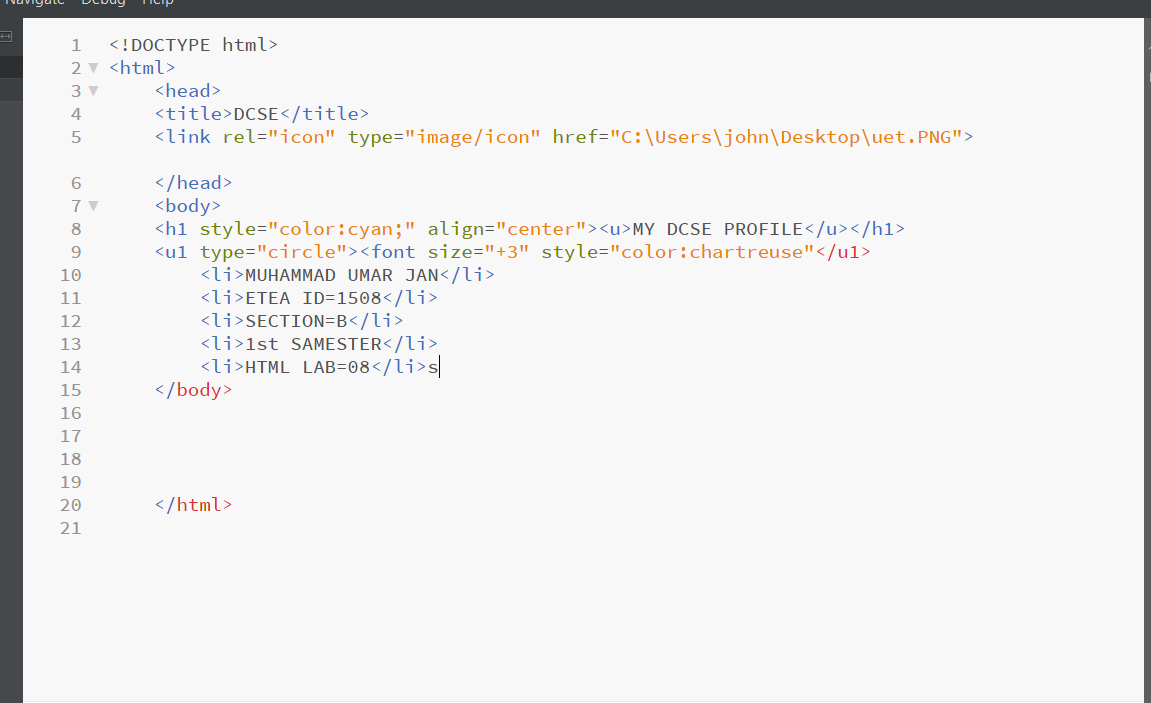 Navigate Debug Help
1 <!DOCTYPE html>
2 <html>
3 <head>
4 <title>DCSE</title>
5 <link rel="icon" type="image/icon" href="C:\Users\john\Desktop\uet.PNG">
6 </head>
7 <body>
8 <h1 style="color:cyan;" align="center"><u>MY DCSE PROFILE</u></h1>
9 <u1 type="circle"><font size="+3" style="color:chartreuse"</u1>
10 <li>MUHAMMAD UMAR JAN</li>
11 <li>ETEA ID=1508</li>
12 <li>SECTION=B</li>
13 <li>1st SAMESTER</li>
14 <li>HTML LAB=08</li>s
15 </body>
16
17
18
19
20 </html>
21